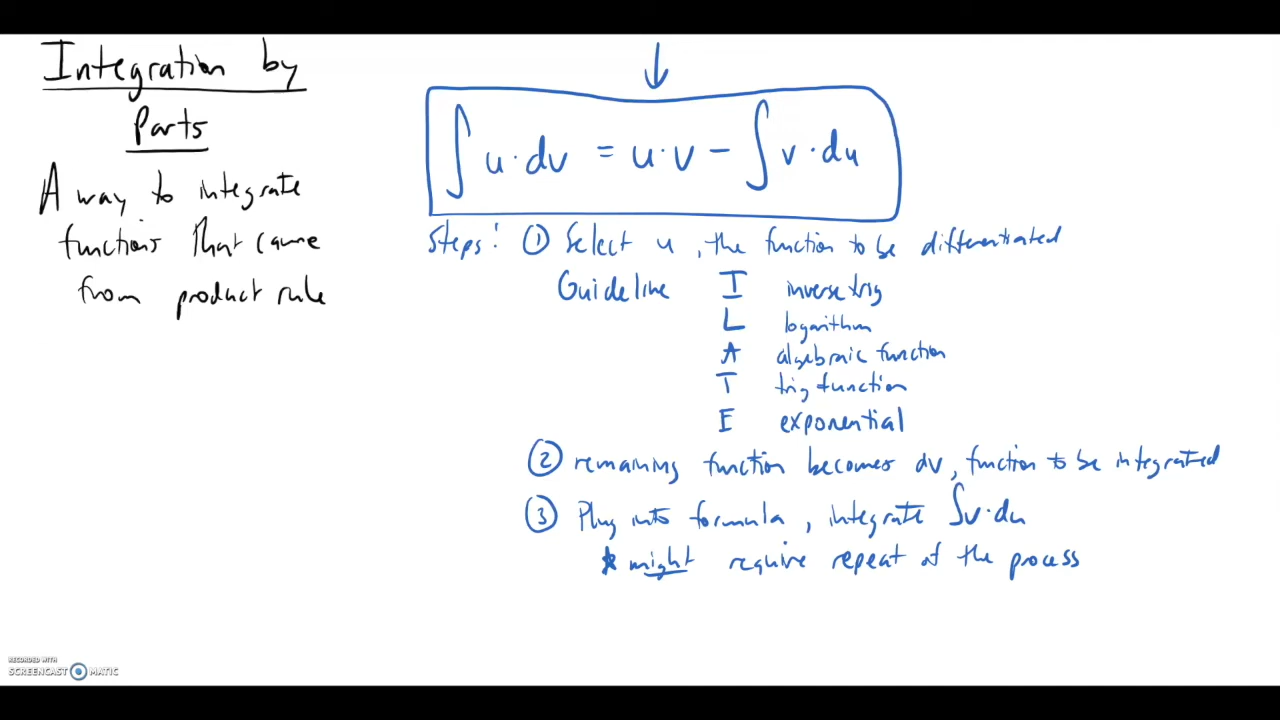 Integration by
Parts
A way to integrate
functions that came
from product rule
∫ u · dv = u · v − ∫ v · du
Steps: ① Select u, the function to be differentiated
Guideline I inverse trig
L logarithm
A algebraic function
T trig function
E exponential
② remaining function becomes dv, function to be integrated
③ Plug into formula, integrate ∫v·du
* might require repeat of the process
RECORDED WITH
SCREENCAST MATIC